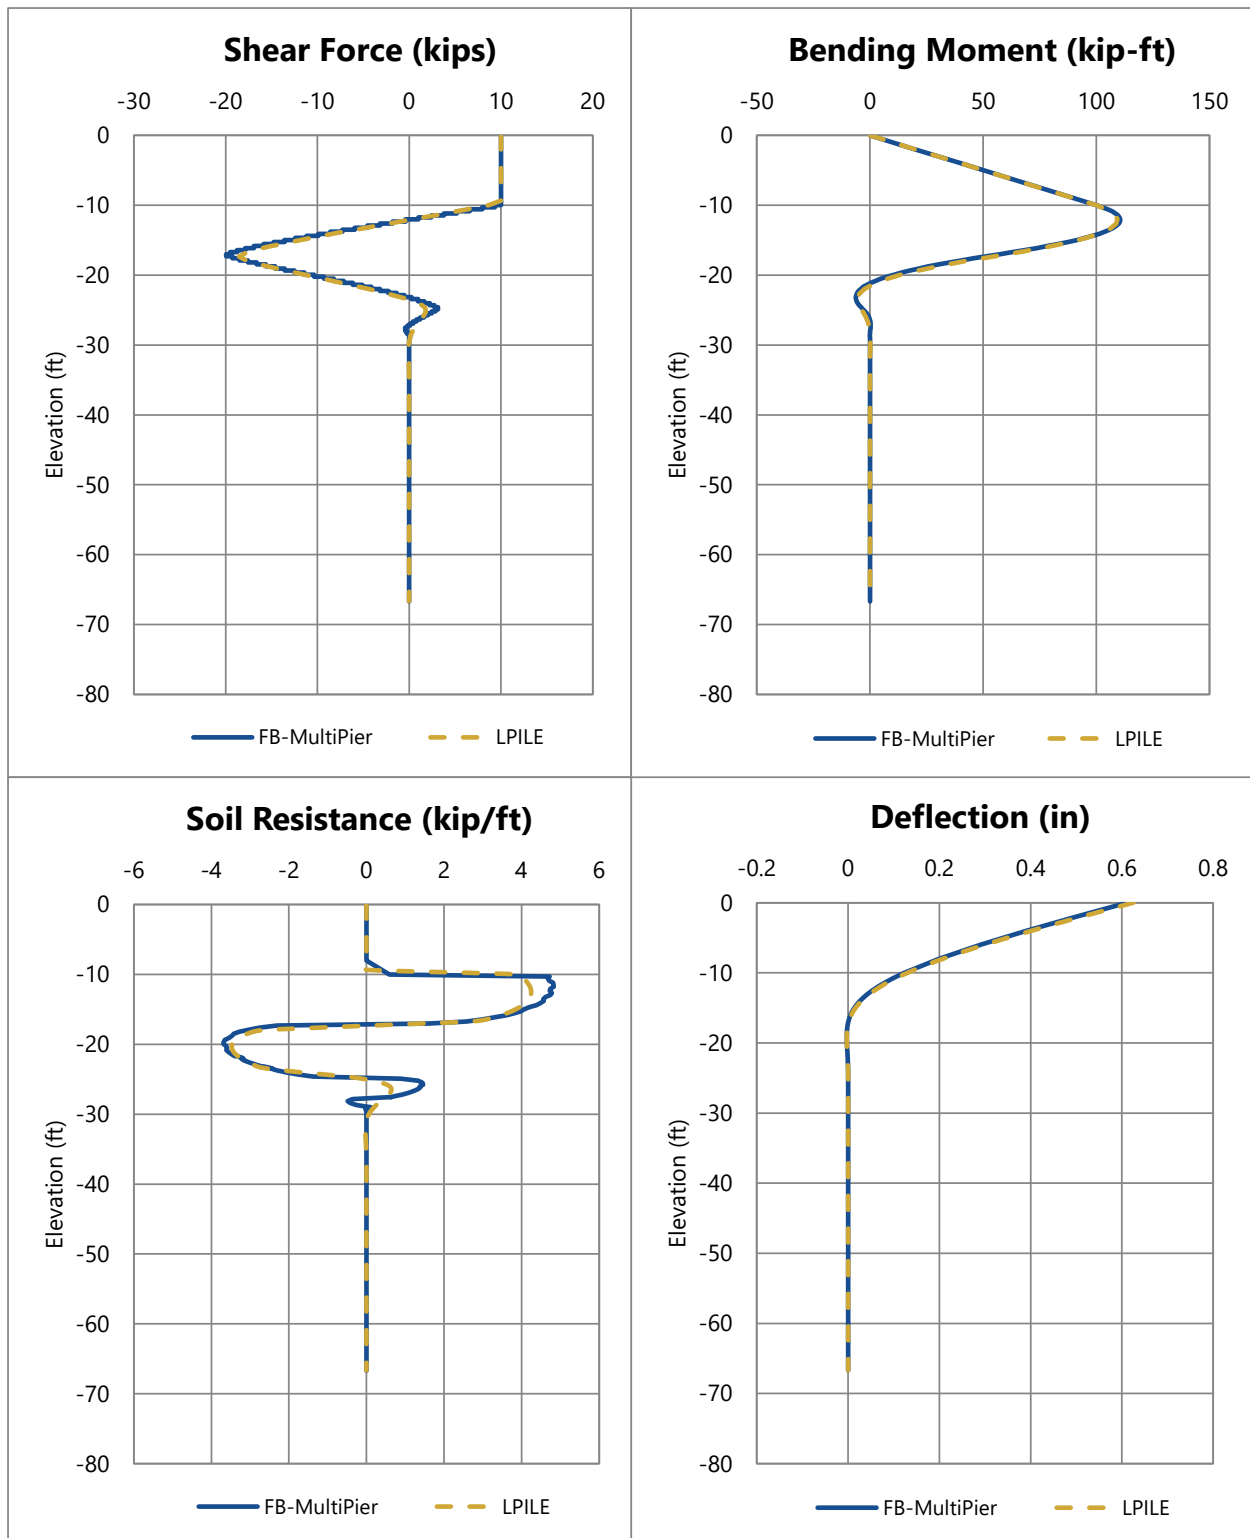 Shear Force (kips)
-30 -20 -10 0 10 20
0
-10
-20
-30
-40
-50
-60
-70
-80
Elevation (ft)
FB-MultiPier LPILE
Bending Moment (kip-ft)
-50 0 50 100 150
0
-10
-20
-30
-40
-50
-60
-70
-80
Elevation (ft)
FB-MultiPier LPILE
Soil Resistance (kip/ft)
-6 -4 -2 0 2 4 6
0
-10
-20
-30
-40
-50
-60
-70
-80
Elevation (ft)
FB-MultiPier LPILE
Deflection (in)
-0.2 0 0.2 0.4 0.6 0.8
0
-10
-20
-30
-40
-50
-60
-70
-80
Elevation (ft)
FB-MultiPier LPILE